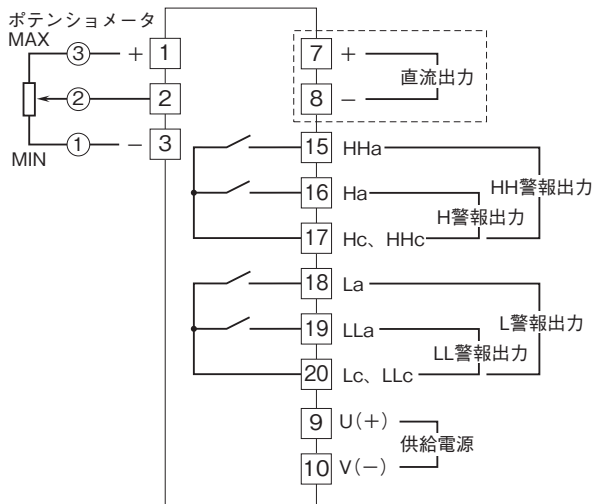 ポテンショメータ
MAX
③ + 1
② 2
① − 3
MIN
7 +
直流出力
8 −
15 HHa
HH警報出力
16 Ha
H警報出力
17 Hc、HHc
18 La
L警報出力
19 LLa
LL警報出力
20 Lc、LLc
9 U(+)
供給電源
10 V(−)